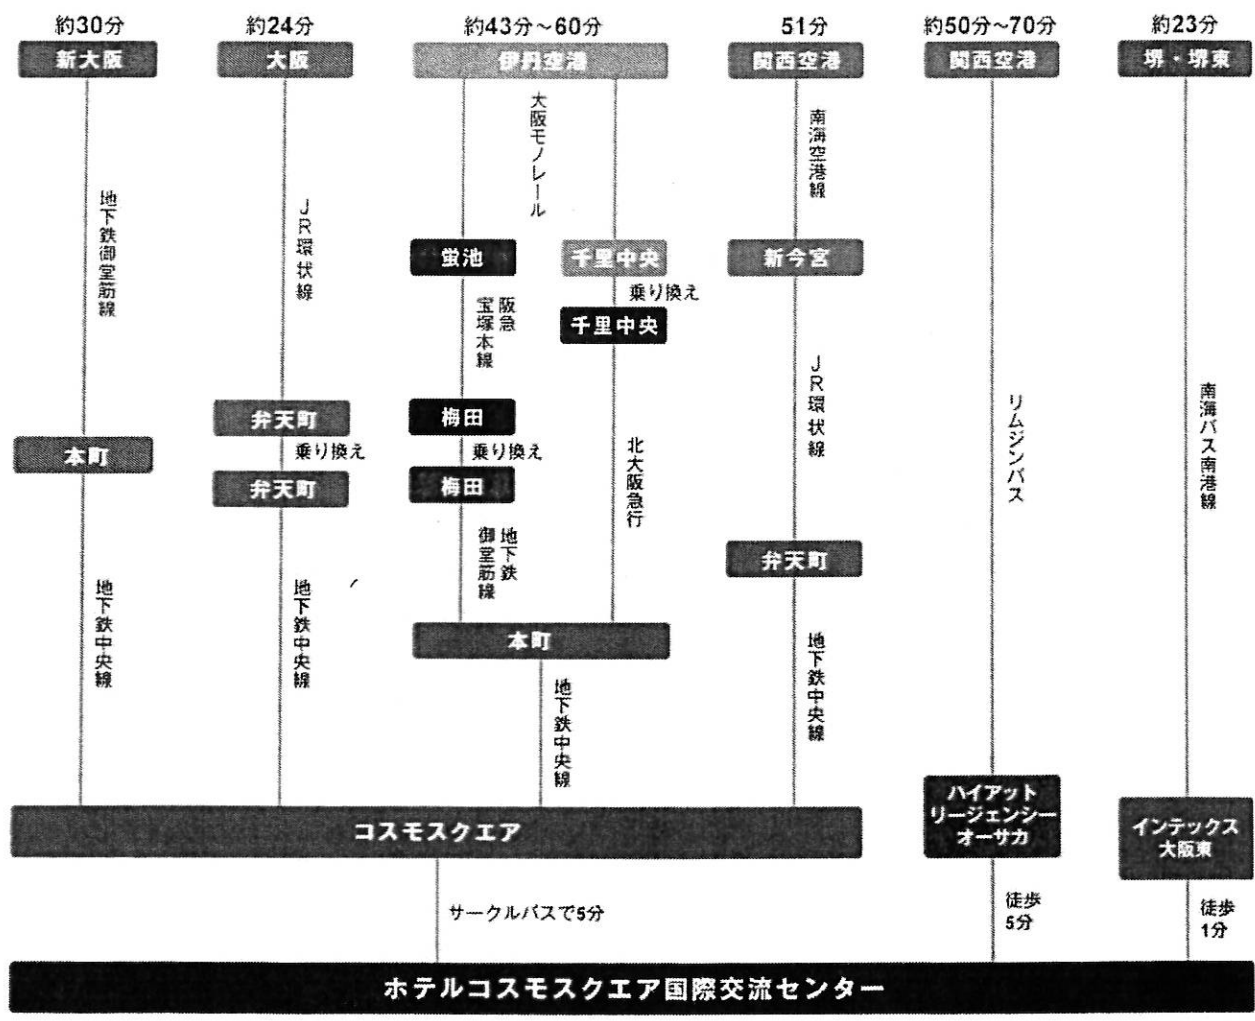 約30分
新大阪
地下鉄御堂筋線
本町
地下鉄中央線
約24分
大阪
JR環状線
弁天町
乗り換え
弁天町
地下鉄中央線
約43分～60分
伊丹空港
大阪モノレール
蛍池
阪急
宝塚本線
梅田
乗り換え
梅田
地下鉄
御堂筋線
千里中央
乗り換え
千里中央
北大阪急行
本町
地下鉄中央線
51分
関西空港
南海空港線
新今宮
JR環状線
弁天町
地下鉄中央線
コスモスクエア
サークルバスで5分
約50分～70分
関西空港
リムジンバス
ハイアット
リージェンシー
オーサカ
徒歩
5分
約23分
堺・堺東
南海バス南港線
インテックス
大阪東
徒歩
1分
ホテルコスモスクエア国際交流センター